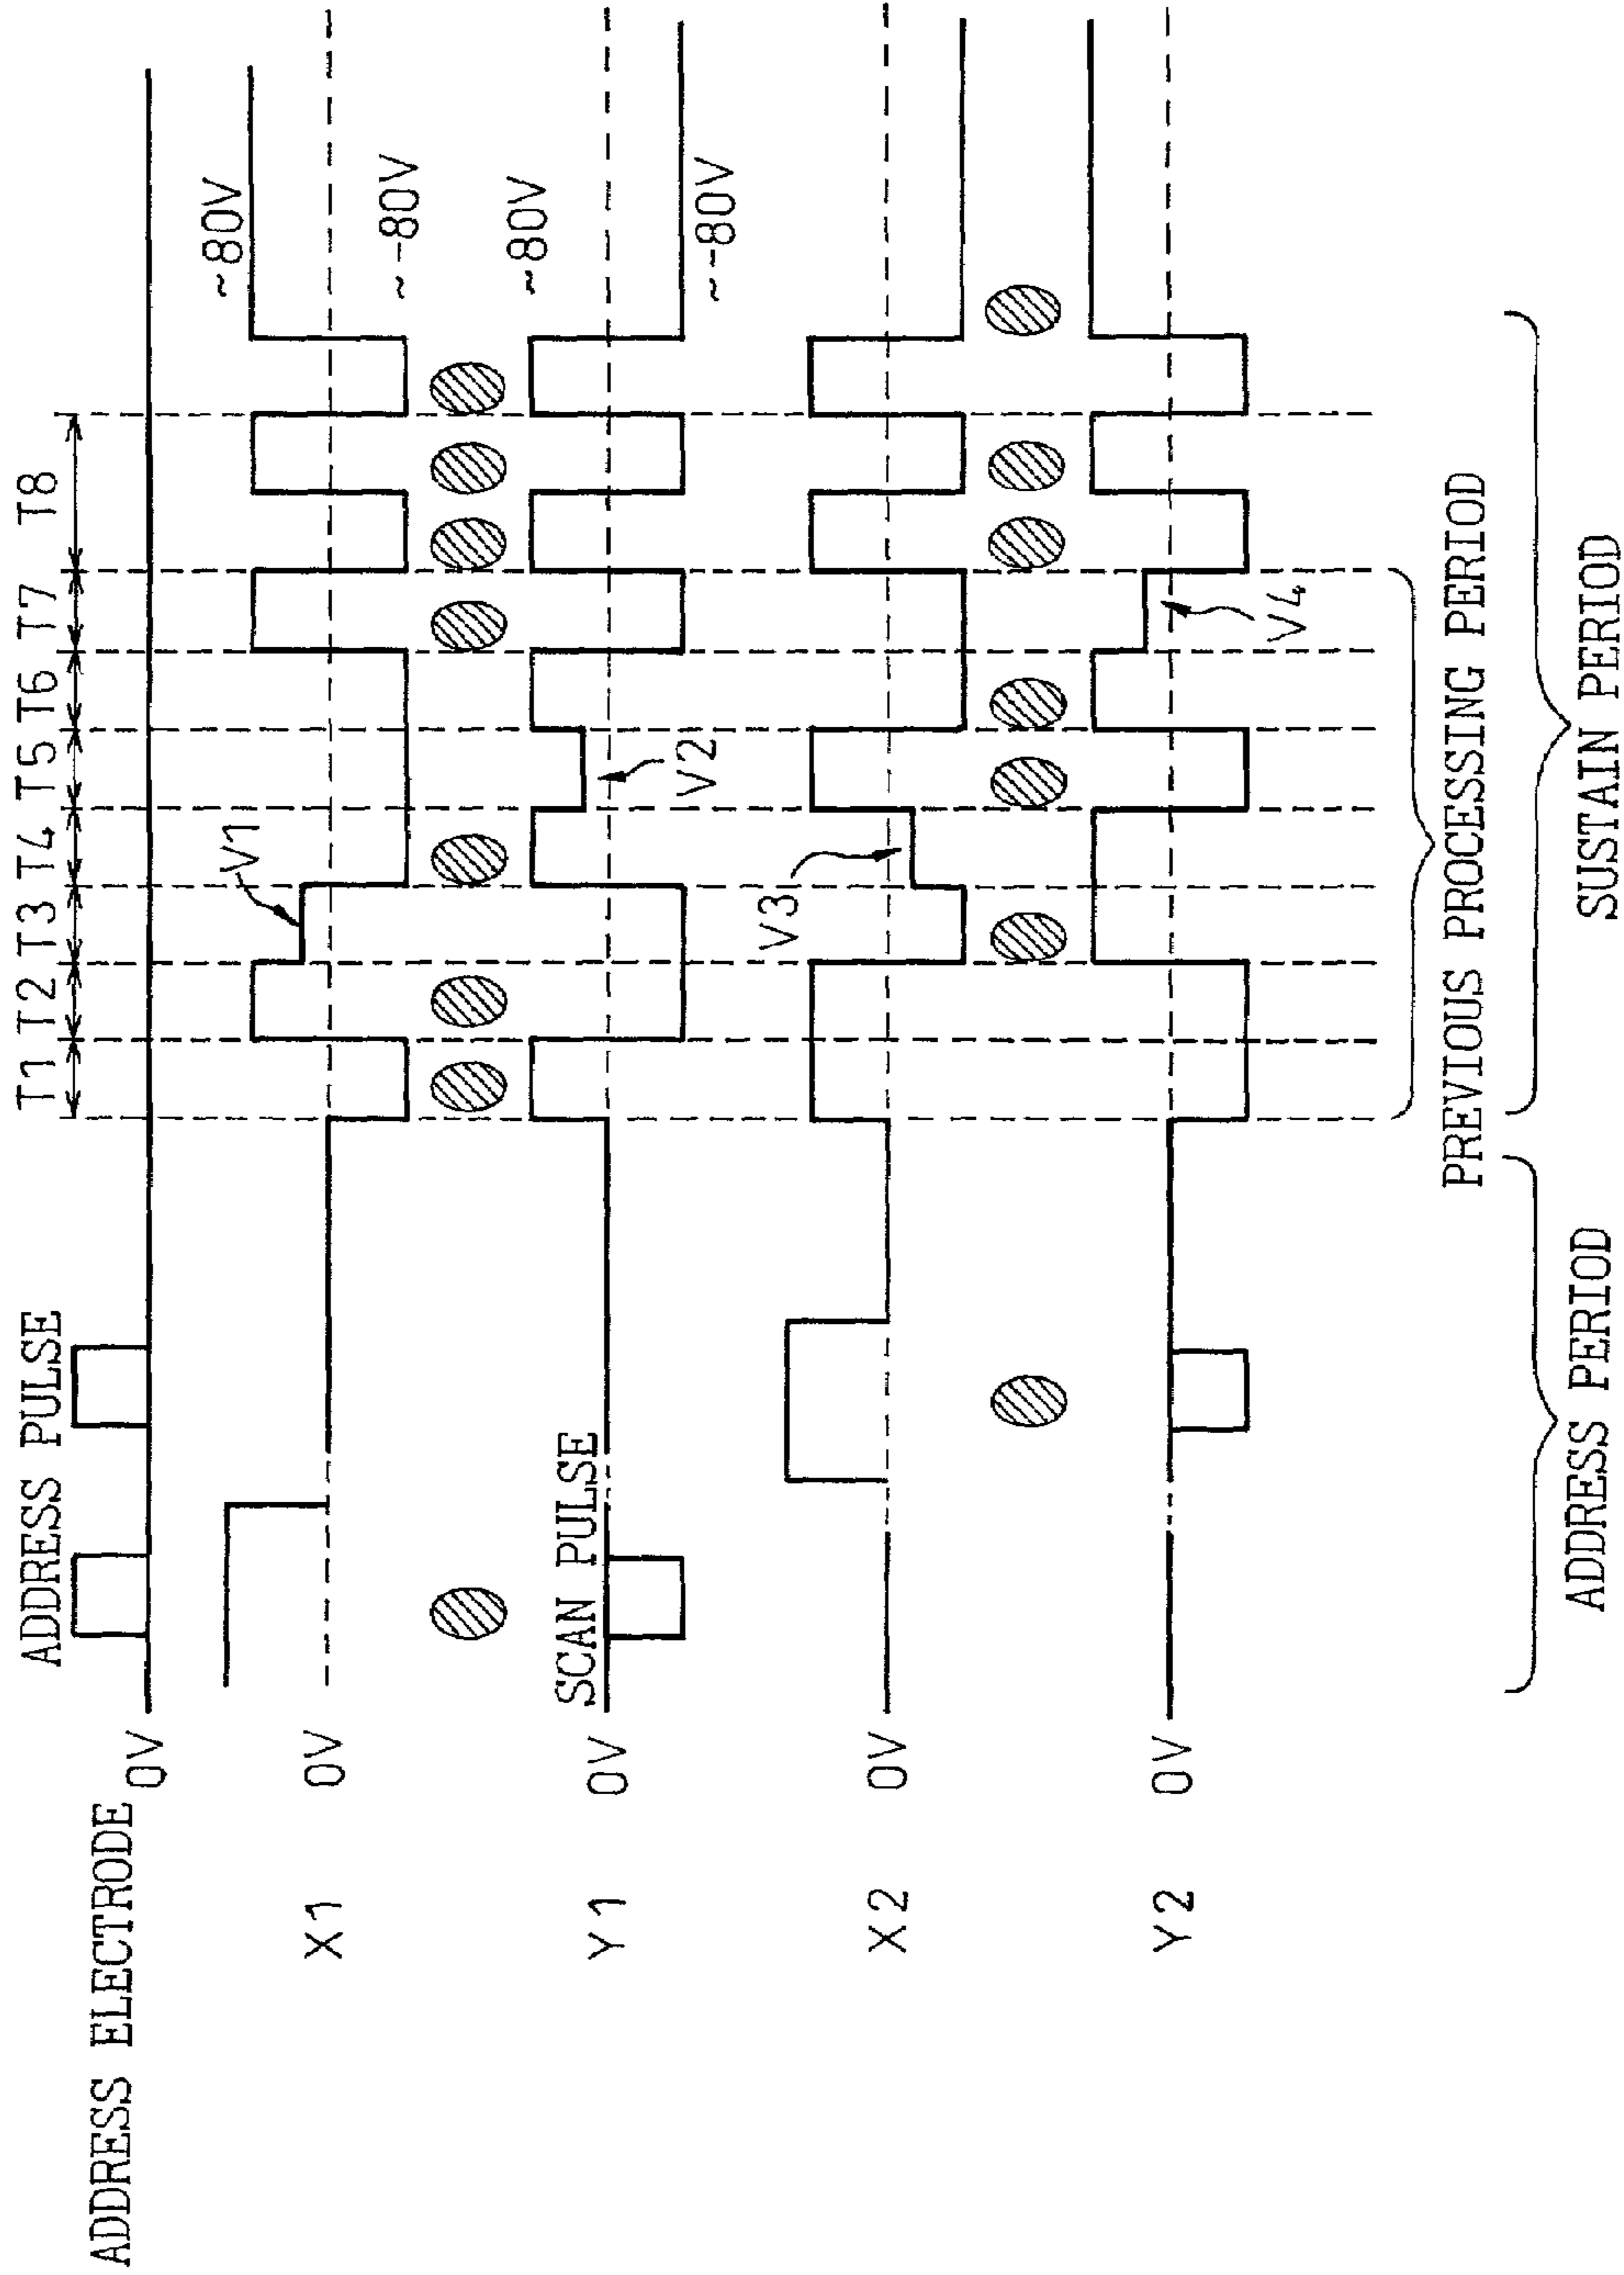 ADDRESS ELECTRODE
0V
ADDRESS PULSE
T1 T2 T3 T4 T5 T6 T7 T8
X1
0V
V1
~80V
~-80V
Y1
0V
SCAN PULSE
V2
~80V
~-80V
X2
0V
V3
Y2
0V
V4
PREVIOUS PROCESSING PERIOD
ADDRESS PERIOD
SUSTAIN PERIOD